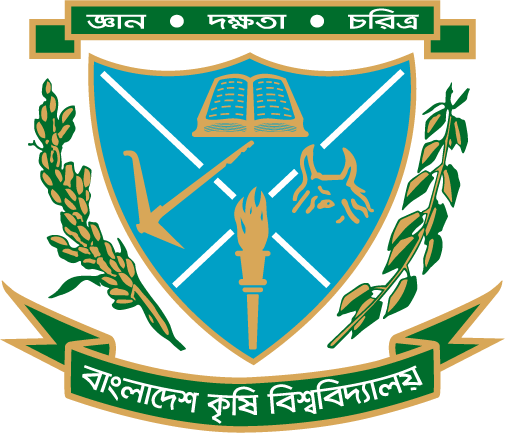 জ্ঞান • দক্ষতা • চরিত্র
বাংলাদেশ কৃষি বিশ্ববিদ্যালয়